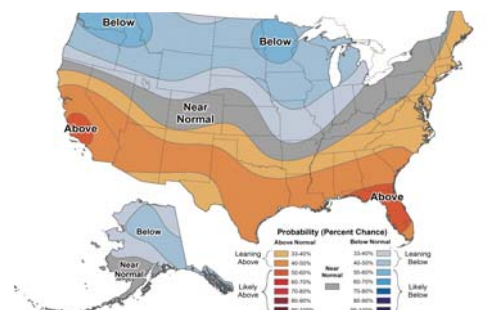 Below
Below
Near
Normal
Above
Above
Below
Near
Normal
Probability (Percent Chance)
Above Normal
Below Normal
Leaning
Above
33-40%
40-50%
50-60%
Near
Normal
33-40%
40-50%
50-60%
Leaning
Below
Likely
Above
60-70%
70-80%
80-90%
60-70%
70-80%
80-90%
Likely
Below